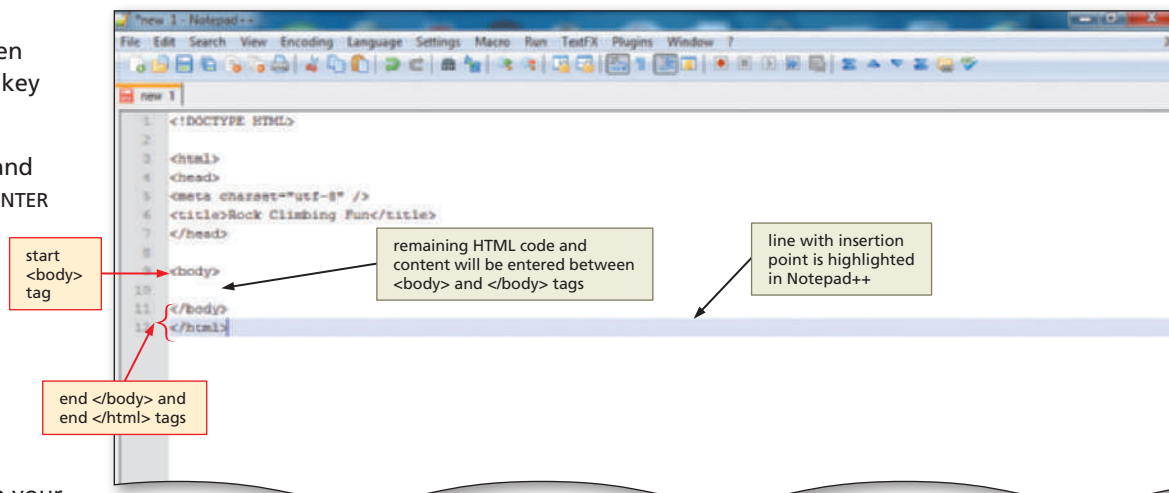 en
key
and
NTER
*new 1 - Notepad++
File Edit Search View Encoding Language Settings Macro Run TextFX Plugins Window ?
new 1
1 <!DOCTYPE HTML>
2
3 <html>
4 <head>
5 <meta charset="utf-8" />
6 <title>Rock Climbing Fun</title>
7 </head>
8
9 <body>
10
11 </body>
12 </html>
start
<body>
tag
remaining HTML code and
content will be entered between
<body> and </body> tags
line with insertion
point is highlighted
in Notepad++
end </body> and
end </html> tags
your